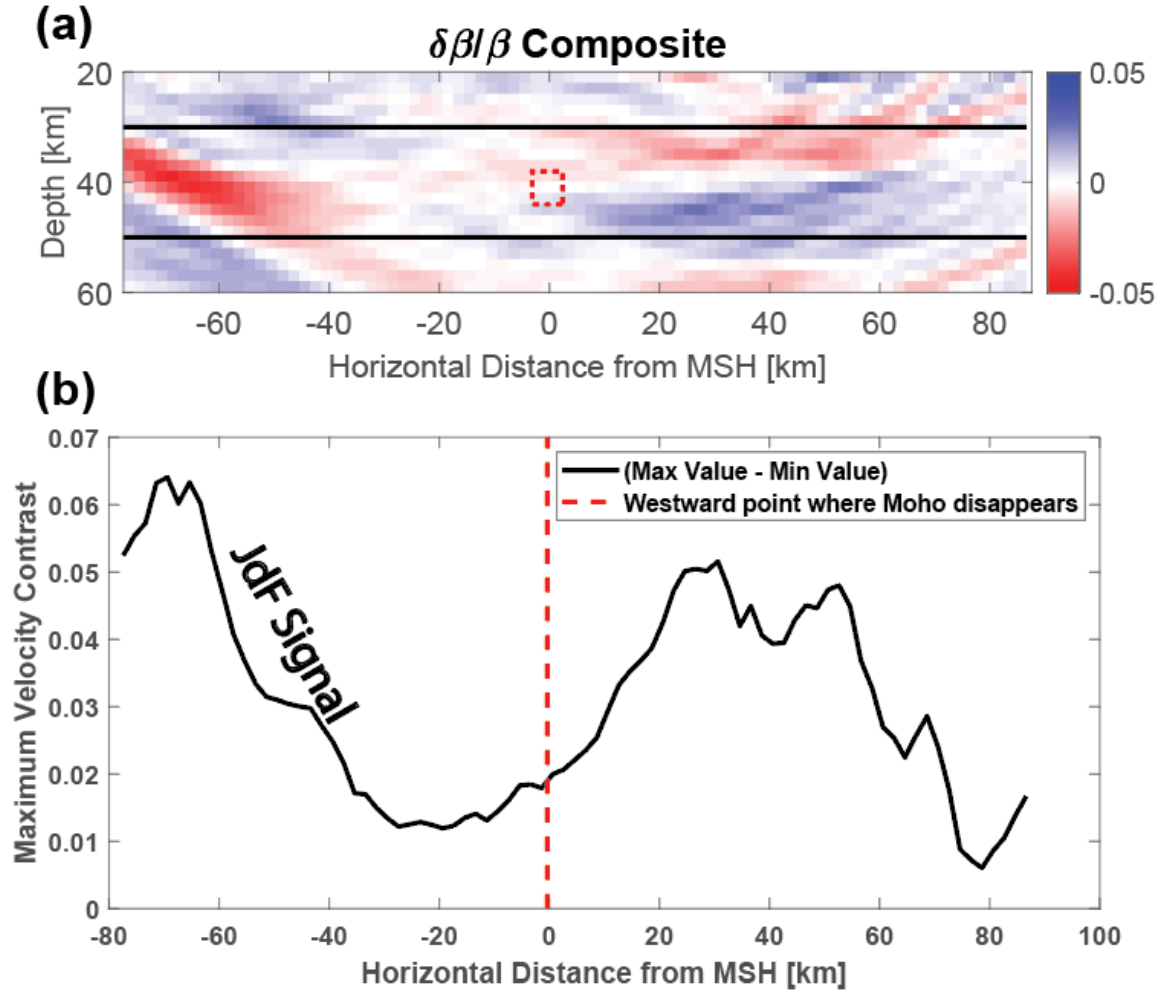 (a)
δβ/β Composite
20
40
60
Depth [km]
-60 -40 -20 0 20 40 60 80
Horizontal Distance from MSH [km]
0.05
0
-0.05
(b)
0.07
0.06
0.05
0.04
0.03
0.02
0.01
0
Maximum Velocity Contrast
JdF Signal
(Max Value - Min Value)
Westward point where Moho disappears
-80 -60 -40 -20 0 20 40 60 80 100
Horizontal Distance from MSH [km]